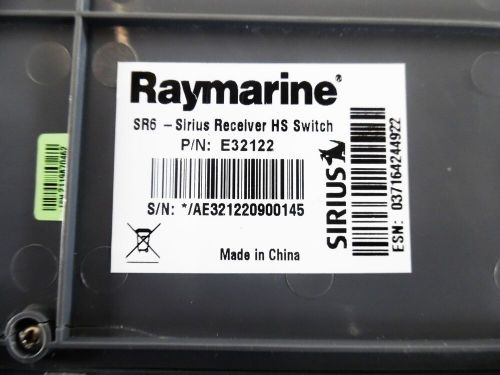 Raymarine®
SR6 – Sirius Receiver HS Switch
P/N: E32122
S/N: */AE321220900145
Made in China
SIRIUS
ESN: 037164244922